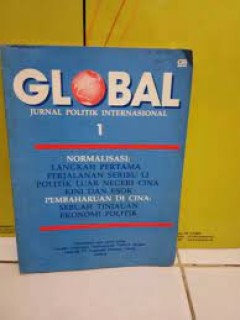 GLOBAL
JURNAL POLITIK INTERNASIONAL
1
NORMALISASI:
LANGKAH PERTAMA
PERJALANAN SERIBU LI
POLITIK LUAR NEGERI CINA
KINI DAN ESOK
PEMBAHARUAN DI CINA:
SEBUAH TINJAUAN
EKONOMI POLITIK